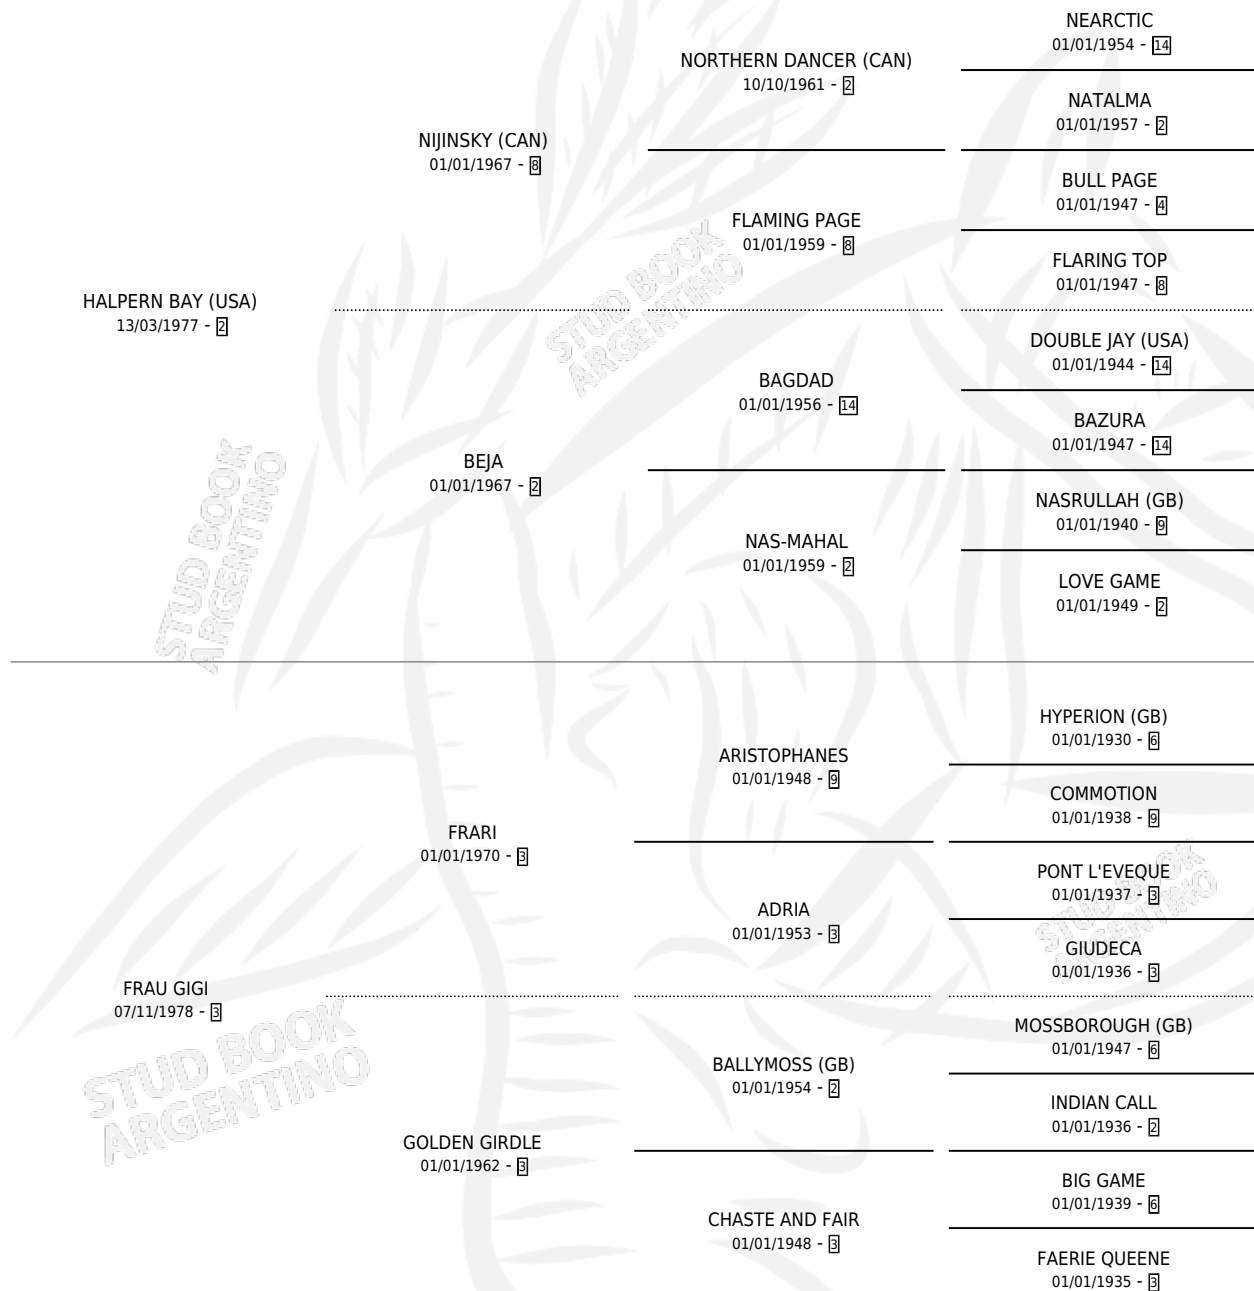 NEARCTIC
01/01/1954 - 14
NORTHERN DANCER (CAN)
10/10/1961 - 2
NATALMA
01/01/1957 - 2
NIJINSKY (CAN)
01/01/1967 - 8
BULL PAGE
01/01/1947 - 4
FLAMING PAGE
01/01/1959 - 8
FLARING TOP
01/01/1947 - 8
HALPERN BAY (USA)
13/03/1977 - 2
DOUBLE JAY (USA)
01/01/1944 - 14
BAGDAD
01/01/1956 - 14
BAZURA
01/01/1947 - 14
BEJA
01/01/1967 - 2
NASRULLAH (GB)
01/01/1940 - 9
NAS-MAHAL
01/01/1959 - 2
LOVE GAME
01/01/1949 - 2
HYPERION (GB)
01/01/1930 - 6
ARISTOPHANES
01/01/1948 - 9
COMMOTION
01/01/1938 - 9
FRARI
01/01/1970 - 3
PONT L'EVEQUE
01/01/1937 - 3
ADRIA
01/01/1953 - 3
GIUDECA
01/01/1936 - 3
FRAU GIGI
07/11/1978 - 3
MOSSBOROUGH (GB)
01/01/1947 - 6
BALLYMOSS (GB)
01/01/1954 - 2
INDIAN CALL
01/01/1936 - 2
GOLDEN GIRDLE
01/01/1962 - 3
BIG GAME
01/01/1939 - 6
CHASTE AND FAIR
01/01/1948 - 3
FAERIE QUEENE
01/01/1935 - 3
STUD BOOK
ARGENTINO
STUD BOOK
ARGENTINO
STUD BOOK
ARGENTINO
STUD BOOK
ARGENTINO